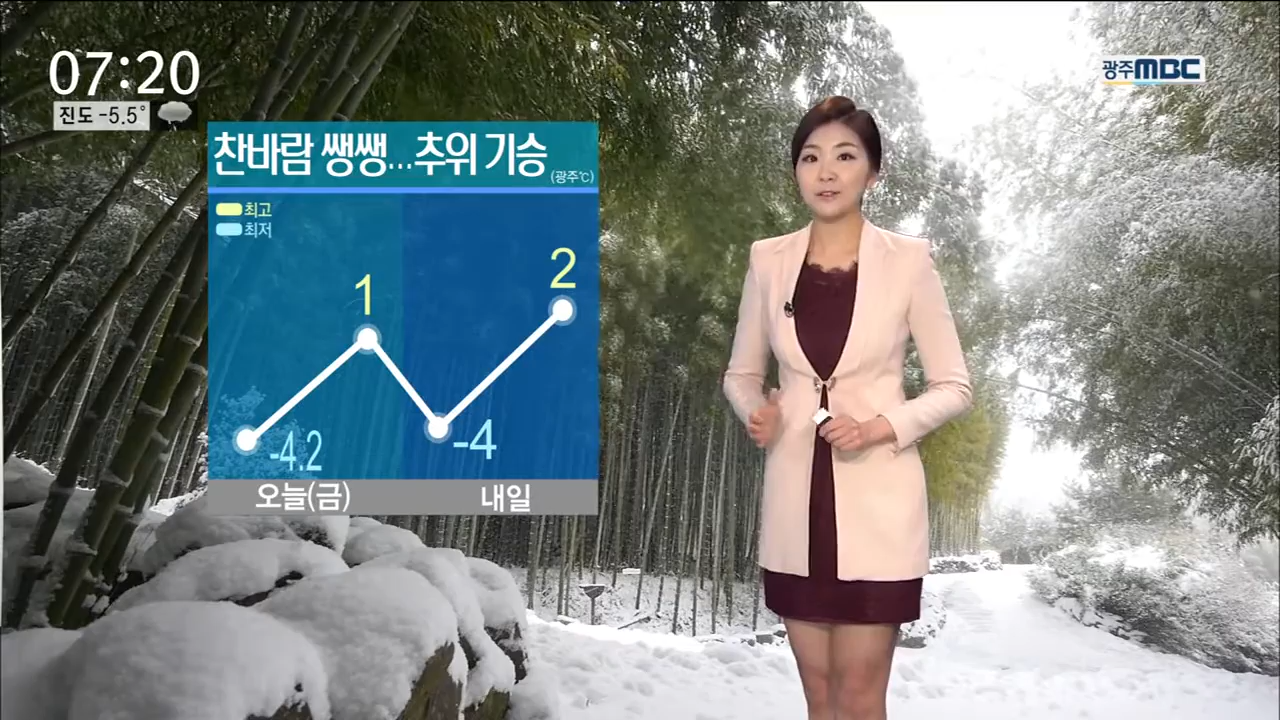 07:20
진도 -5.5°
광주MBC
찬바람 쌩쌩...추위 기승
(광주℃)
최고
최저
1
2
-4.2
-4
오늘(금)
내일